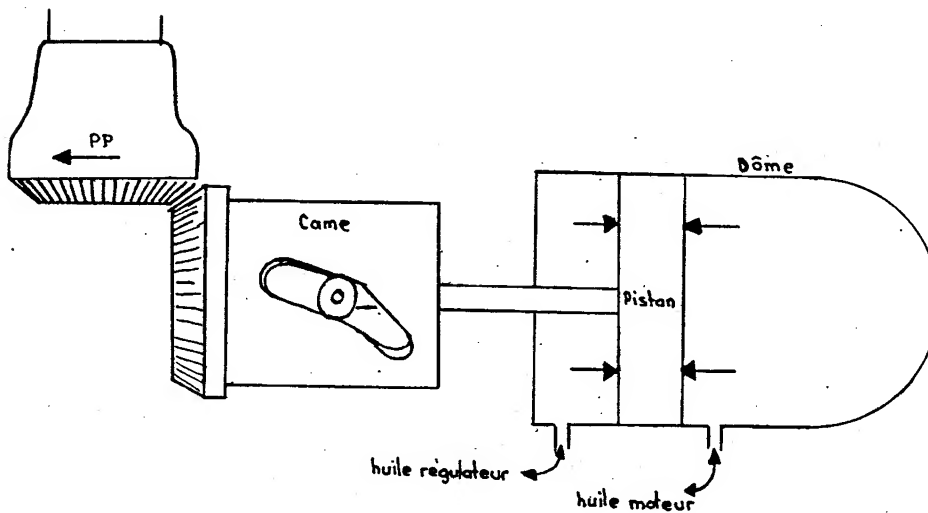 PP
Dôme
Came
Pistan
huile régulateur
huile moteur